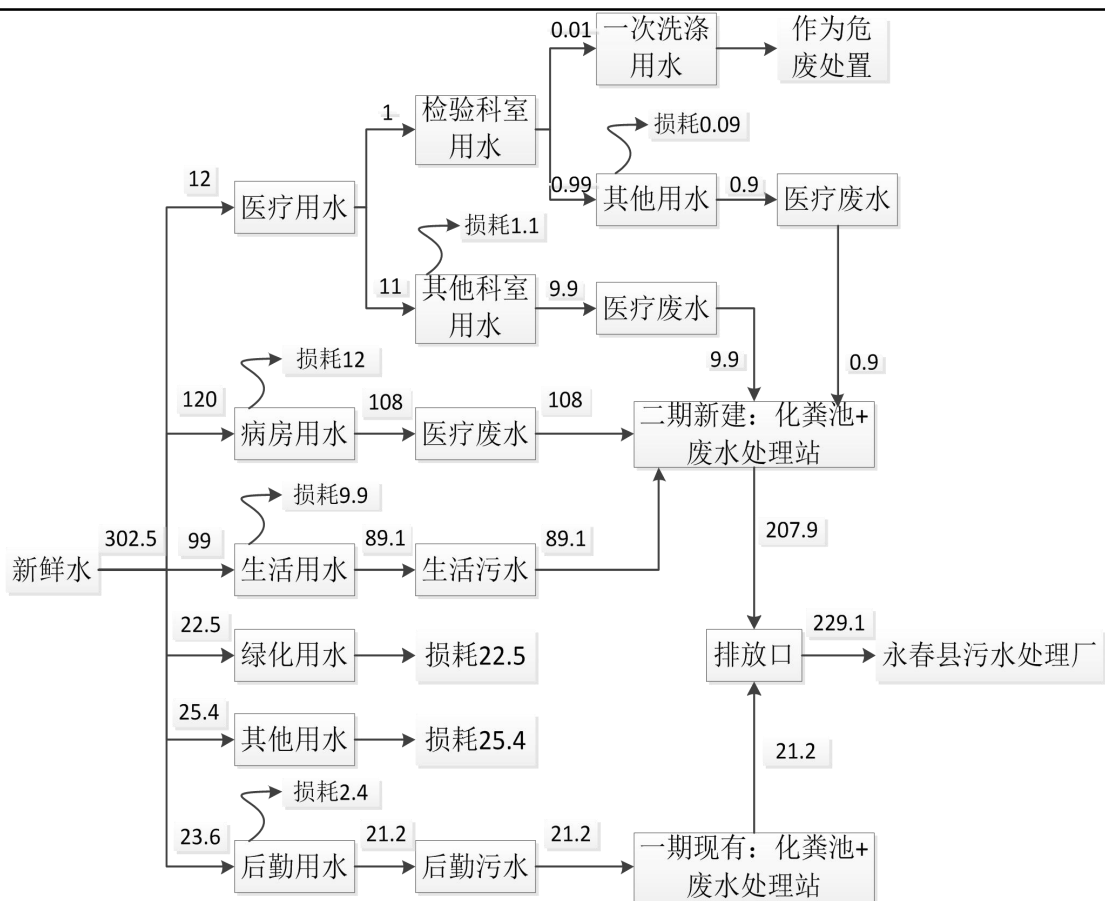 0.01
一次洗涤
用水
作为危
废处置
1
检验科室
用水
损耗0.09
12
医疗用水
0.99
其他用水
0.9
医疗废水
损耗1.1
11
其他科室
用水
9.9
医疗废水
9.9
0.9
损耗12
120
病房用水
108
医疗废水
108
二期新建：化粪池+
废水处理站
损耗9.9
新鲜水
302.5
99
生活用水
89.1
生活污水
89.1
207.9
22.5
绿化用水
损耗22.5
排放口
229.1
永春县污水处理厂
25.4
其他用水
损耗25.4
21.2
损耗2.4
23.6
后勤用水
21.2
后勤污水
21.2
一期现有：化粪池+
废水处理站